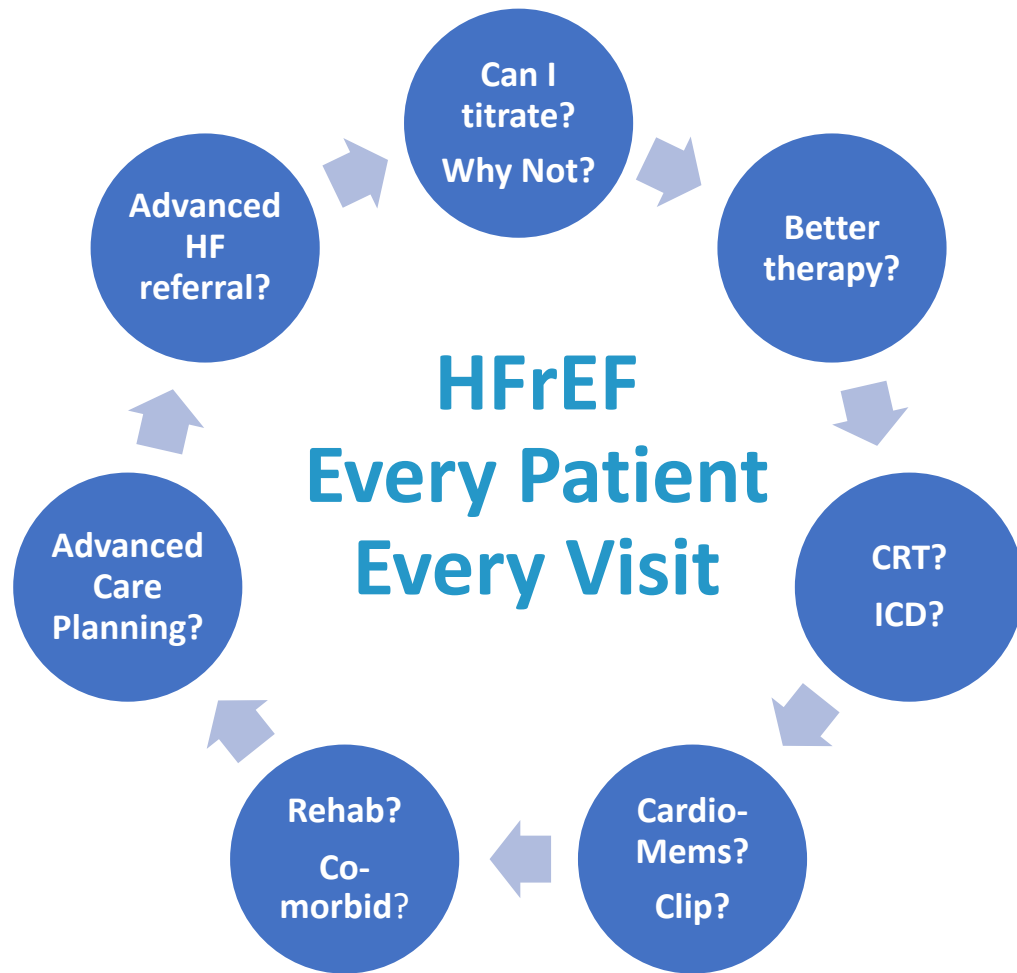 Can I
titrate?
Why Not?
Better
therapy?
CRT?
ICD?
Cardio-
Mems?
Clip?
Rehab?
Co-
morbid?
Advanced
Care
Planning?
Advanced
HF
referral?
HFrEF
Every Patient
Every Visit